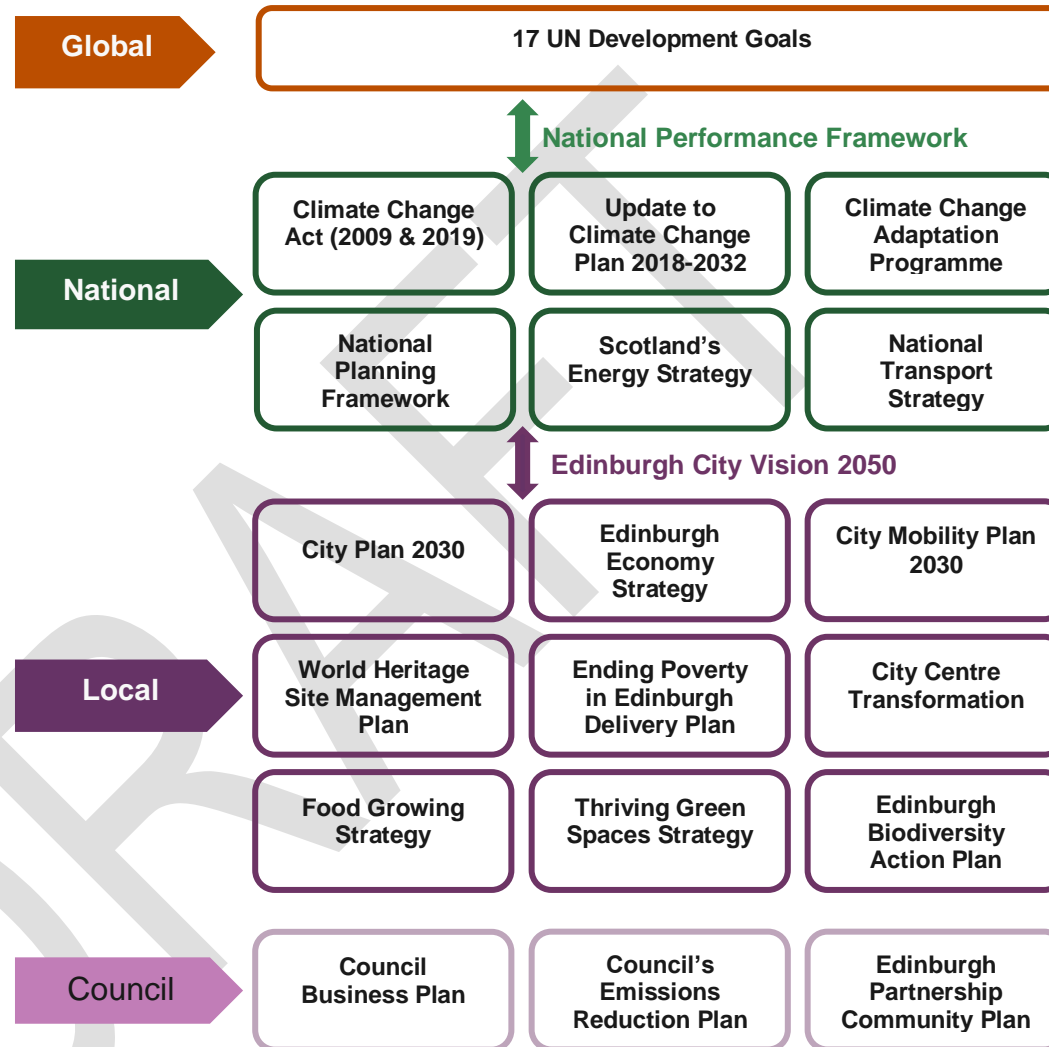 Global
17 UN Development Goals
National Performance Framework
National
Climate Change
Act (2009 & 2019)
Update to
Climate Change
Plan 2018-2032
Climate Change
Adaptation
Programme
National
Planning
Framework
Scotland’s
Energy Strategy
National
Transport
Strategy
Edinburgh City Vision 2050
Local
City Plan 2030
Edinburgh
Economy
Strategy
City Mobility Plan
2030
World Heritage
Site Management
Plan
Ending Poverty
in Edinburgh
Delivery Plan
City Centre
Transformation
Food Growing
Strategy
Thriving Green
Spaces Strategy
Edinburgh
Biodiversity
Action Plan
Council
Council
Business Plan
Council’s
Emissions
Reduction Plan
Edinburgh
Partnership
Community Plan
DRAFT